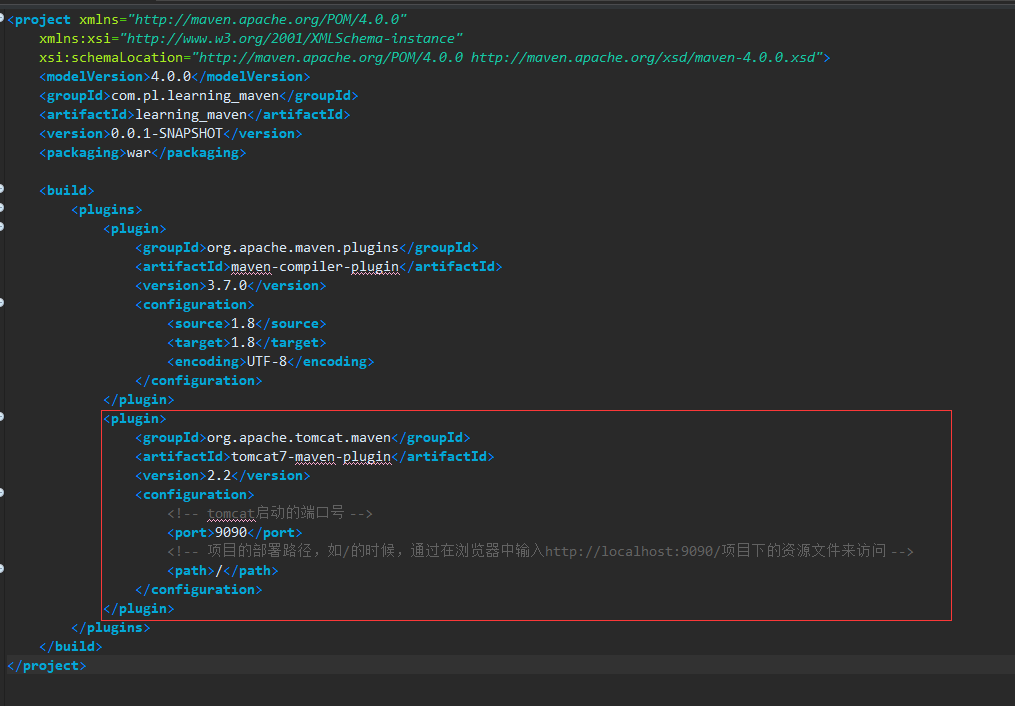 <project xmlns="http://maven.apache.org/POM/4.0.0"
xmlns:xsi="http://www.w3.org/2001/XMLSchema-instance"
xsi:schemaLocation="http://maven.apache.org/POM/4.0.0 http://maven.apache.org/xsd/maven-4.0.0.xsd">
<modelVersion>4.0.0</modelVersion>
<groupId>com.pl.learning_maven</groupId>
<artifactId>learning_maven</artifactId>
<version>0.0.1-SNAPSHOT</version>
<packaging>war</packaging>
<build>
<plugins>
<plugin>
<groupId>org.apache.maven.plugins</groupId>
<artifactId>maven-compiler-plugin</artifactId>
<version>3.7.0</version>
<configuration>
<source>1.8</source>
<target>1.8</target>
<encoding>UTF-8</encoding>
</configuration>
</plugin>
<plugin>
<groupId>org.apache.tomcat.maven</groupId>
<artifactId>tomcat7-maven-plugin</artifactId>
<version>2.2</version>
<configuration>
<!-- tomcat启动的端口号 -->
<port>9090</port>
<!-- 项目的部署路径，如/的时候，通过在浏览器中输入http://localhost:9090/项目下的资源文件来访问 -->
<path>/</path>
</configuration>
</plugin>
</plugins>
</build>
</project>